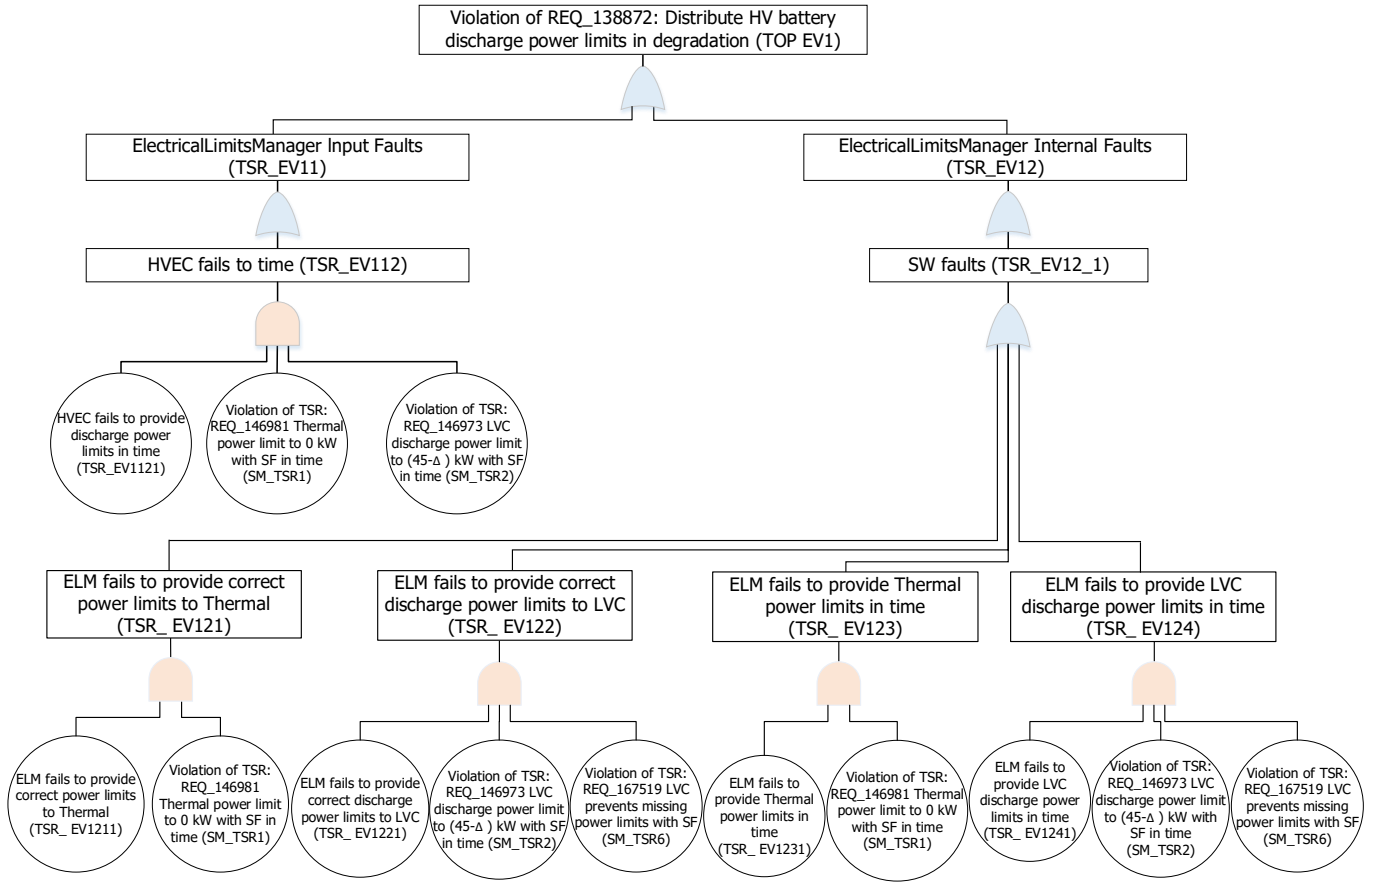 Violation of REQ_138872: Distribute HV battery
discharge power limits in degradation (TOP EV1)
ElectricalLimitsManager Input Faults
(TSR_EV11)
ElectricalLimitsManager Internal Faults
(TSR_EV12)
HVEC fails to time (TSR_EV112)
SW faults (TSR_EV12_1)
HVEC fails to provide
discharge power
limits in time
(TSR_EV1121)
Violation of TSR:
REQ_146981 Thermal
power limit to 0 kW
with SF in time
(SM_TSR1)
Violation of TSR:
REQ_146973 LVC
discharge power limit
to (45-Δ ) kW with SF
in time (SM_TSR2)
ELM fails to provide correct
power limits to Thermal
(TSR_ EV121)
ELM fails to provide correct
discharge power limits to LVC
(TSR_ EV122)
ELM fails to provide Thermal
power limits in time
(TSR_ EV123)
ELM fails to provide LVC
discharge power limits in time
(TSR_ EV124)
ELM fails to provide
correct power limits
to Thermal
(TSR_ EV1211)
Violation of TSR:
REQ_146981
Thermal power limit
to 0 kW with SF in
time (SM_TSR1)
ELM fails to provide
correct discharge
power limits to LVC
(TSR_ EV1221)
Violation of TSR:
REQ_146973 LVC
discharge power limit
to (45-Δ ) kW with SF
in time (SM_TSR2)
Violation of TSR:
REQ_167519 LVC
prevents missing
power limits with SF
(SM_TSR6)
ELM fails to
provide Thermal
power limits in
time
(TSR_ EV1231)
Violation of TSR:
REQ_146981 Thermal
power limit to 0 kW
with SF in time
(SM_TSR1)
ELM fails to
provide LVC
discharge power
limits in time
(TSR_ EV1241)
Violation of TSR:
REQ_146973 LVC
discharge power limit
to (45-Δ ) kW with
SF in time
(SM_TSR2)
Violation of TSR:
REQ_167519 LVC
prevents missing
power limits with SF
(SM_TSR6)